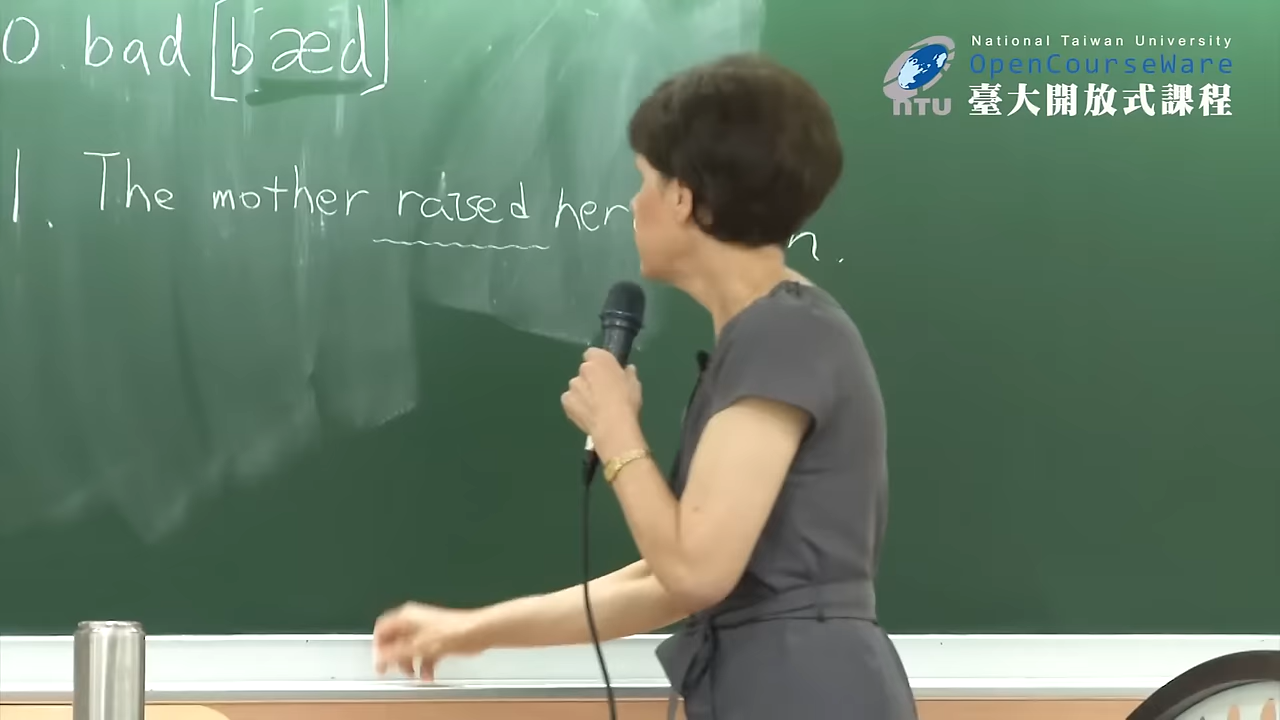 0. bad [bæd]
1. The mother raised her n.
National Taiwan University
OpenCourseWare
NTU 臺大開放式課程